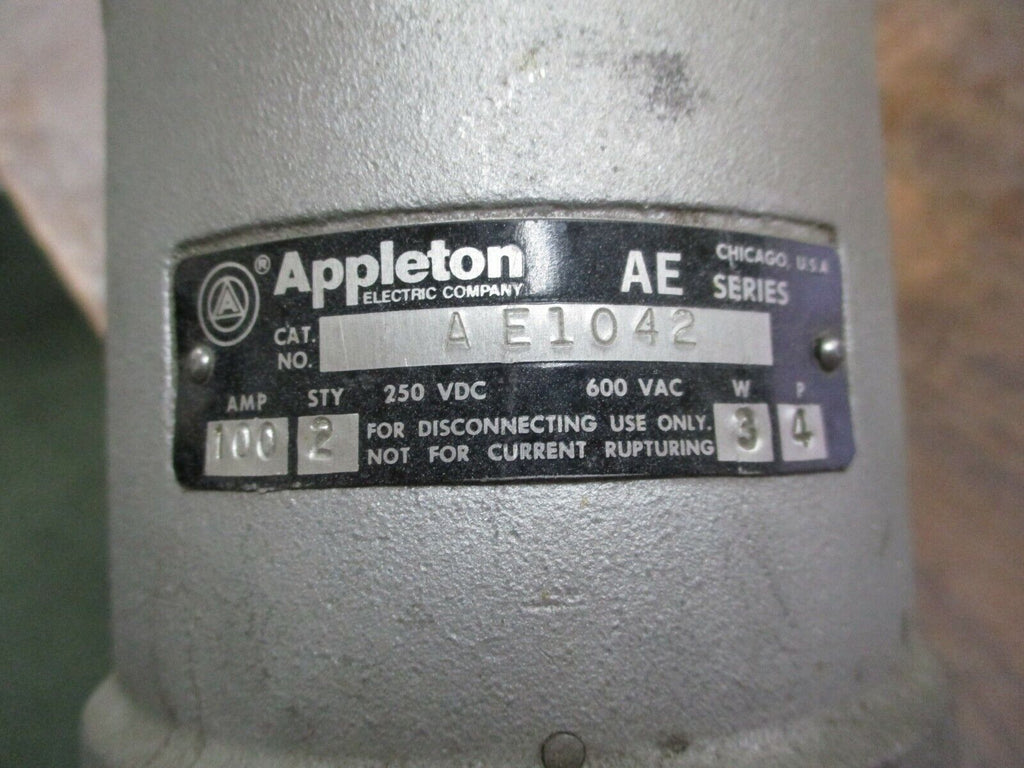 A ® Appleton
ELECTRIC COMPANY
AE SERIES
CHICAGO, U.S.A
CAT. NO. AE1042
AMP STY 250 VDC 600 VAC W P
100 2 FOR DISCONNECTING USE ONLY. 3 4
NOT FOR CURRENT RUPTURING